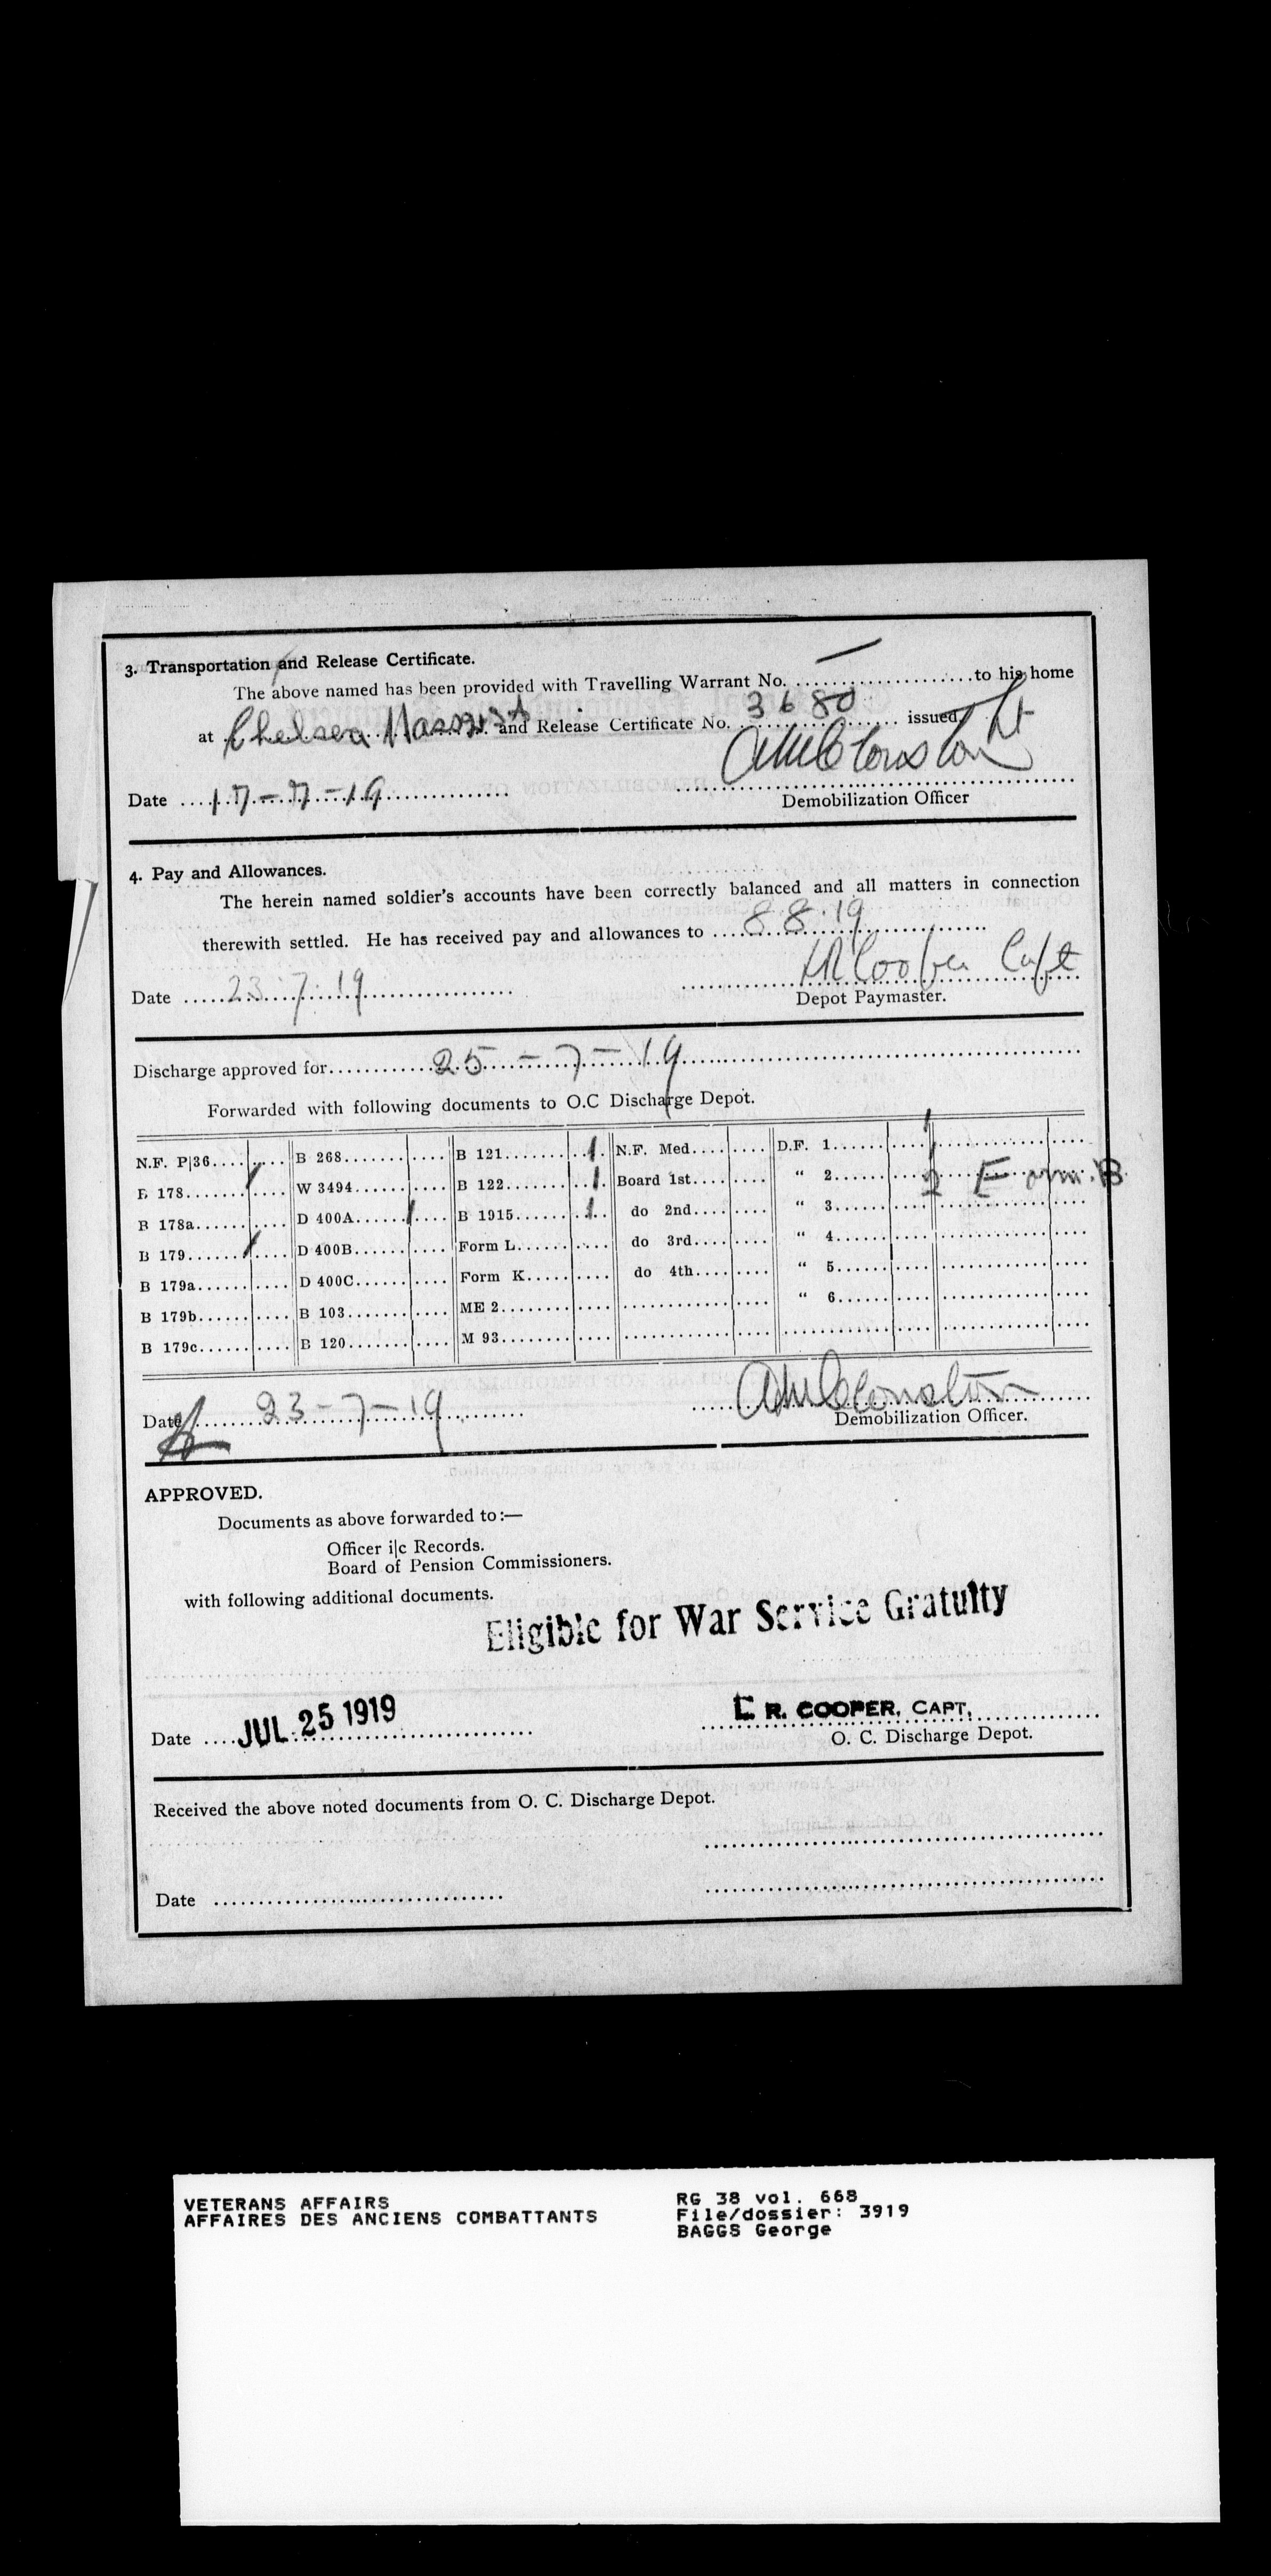 3. Transportation and Release Certificate.
The above named has been provided with Travelling Warrant No. — to his home
at Chelsea Mass and Release Certificate No. 3680 issued.
Date 17-7-19
Demobilization Officer
4. Pay and Allowances.
The herein named soldier's accounts have been correctly balanced and all matters in connection
therewith settled. He has received pay and allowances to 8.8.19
Cooper Capt
Date 23.7.19
Depot Paymaster.
Discharge approved for 25-7-19
Forwarded with following documents to O.C Discharge Depot.
N.F. P|36 B 268 B 121 1 N.F. Med. D.F. 1 1
B 178 / W 3494 B 122 1 Board 1st " 2 2 Form B
B 178a D 400A / B 1915 1 do 2nd " 3
B 179 / D 400B Form L do 3rd " 4
B 179a D 400C Form K do 4th " 5
B 179b B 103 ME 2 " 6
B 179c B 120 M 93
Date 23-7-19
Demobilization Officer.
APPROVED.
Documents as above forwarded to:—
Officer i|c Records.
Board of Pension Commissioners.
with following additional documents.
Eligible for War Service Gratuity
Date JUL 25 1919 E R. COOPER, CAPT,
O. C. Discharge Depot.
Received the above noted documents from O. C. Discharge Depot.
Date
VETERANS AFFAIRS
AFFAIRES DES ANCIENS COMBATTANTS
RG 38 vol. 668
File/dossier: 3919
BAGGS George